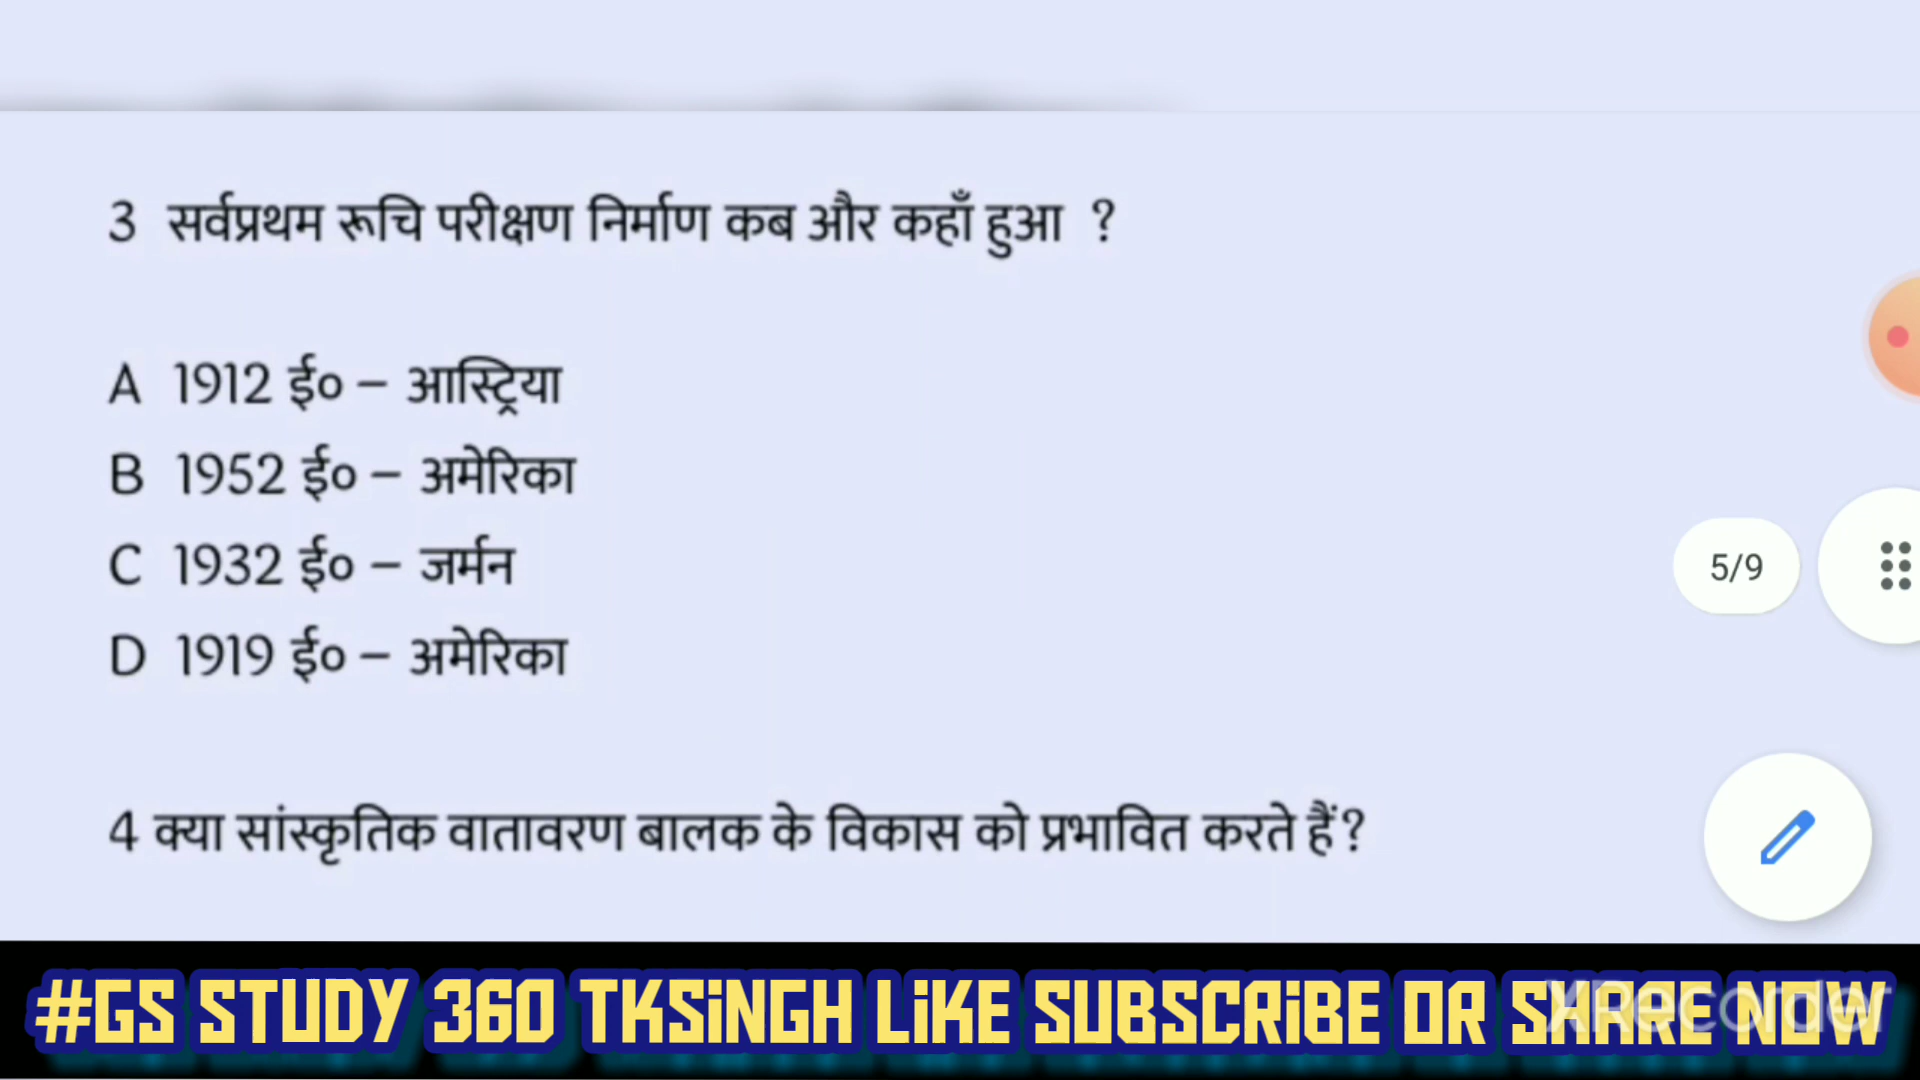 3 सर्वप्रथम रूचि परीक्षण निर्माण कब और कहाँ हुआ ?
A 1912 ई० – आस्ट्रिया
B 1952 ई० – अमेरिका
C 1932 ई० – जर्मन
D 1919 ई० – अमेरिका
5/9
4 क्या सांस्कृतिक वातावरण बालक के विकास को प्रभावित करते हैं?
#GS STUDY 360 TKSiNGH LiKE SUBSCRiBE OR SHARE NOW
XRecorder